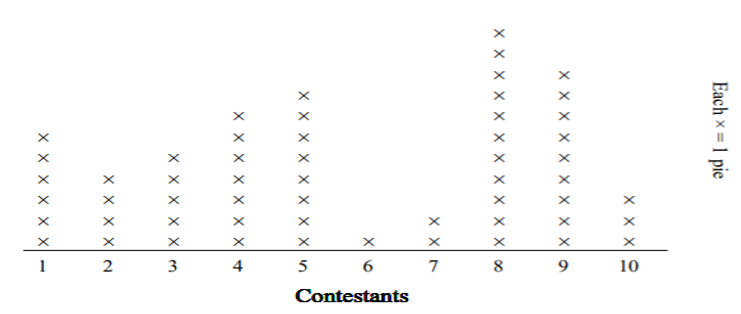 1 2 3 4 5 6 7 8 9 10
Contestants
Each × = 1 pie